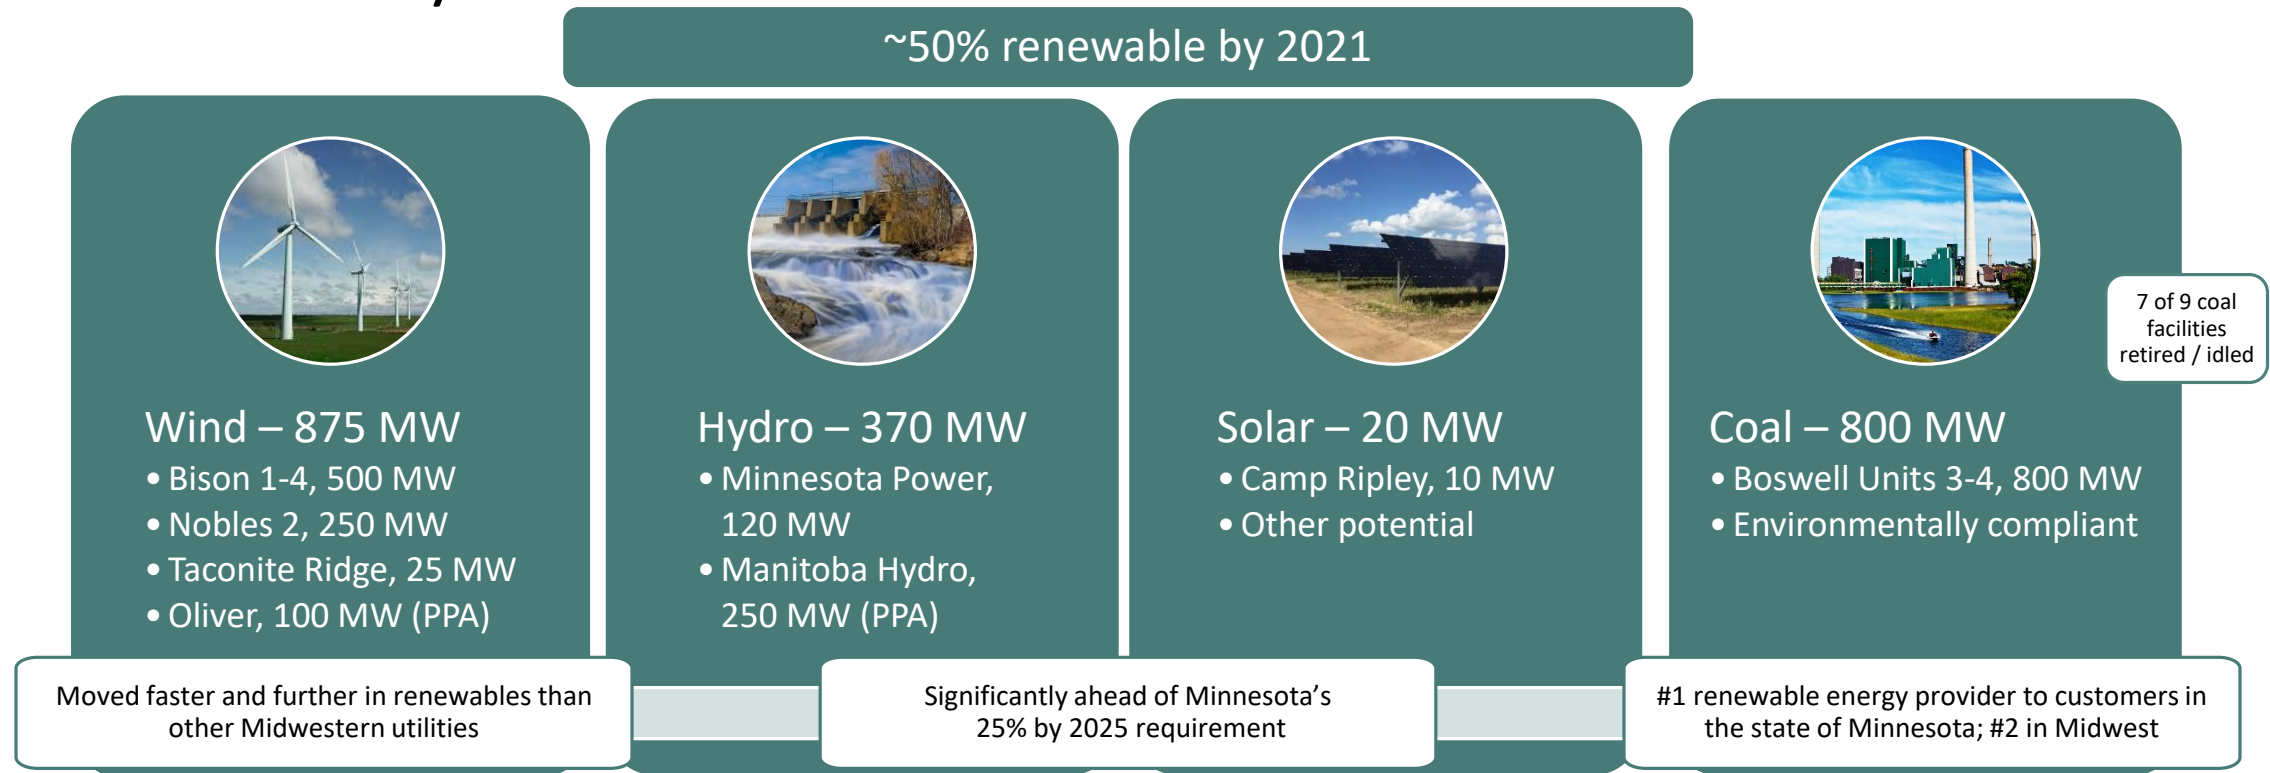 ~50% renewable by 2021
Wind – 875 MW
• Bison 1-4, 500 MW
• Nobles 2, 250 MW
• Taconite Ridge, 25 MW
• Oliver, 100 MW (PPA)
Hydro – 370 MW
• Minnesota Power,
120 MW
• Manitoba Hydro,
250 MW (PPA)
Solar – 20 MW
• Camp Ripley, 10 MW
• Other potential
Coal – 800 MW
• Boswell Units 3-4, 800 MW
• Environmentally compliant
7 of 9 coal
facilities
retired / idled
Moved faster and further in renewables than
other Midwestern utilities
Significantly ahead of Minnesota’s
25% by 2025 requirement
#1 renewable energy provider to customers in
the state of Minnesota; #2 in Midwest